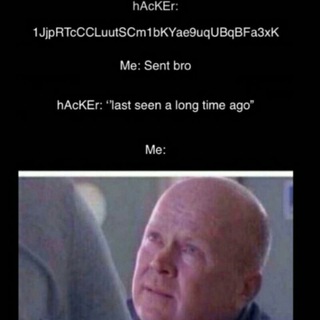 hAcKEr:
1JjpRTcCCLuutSCm1bKYae9uqUBqBFa3xK
Me: Sent bro
hAcKEr: ‘’last seen a long time ago”
Me: